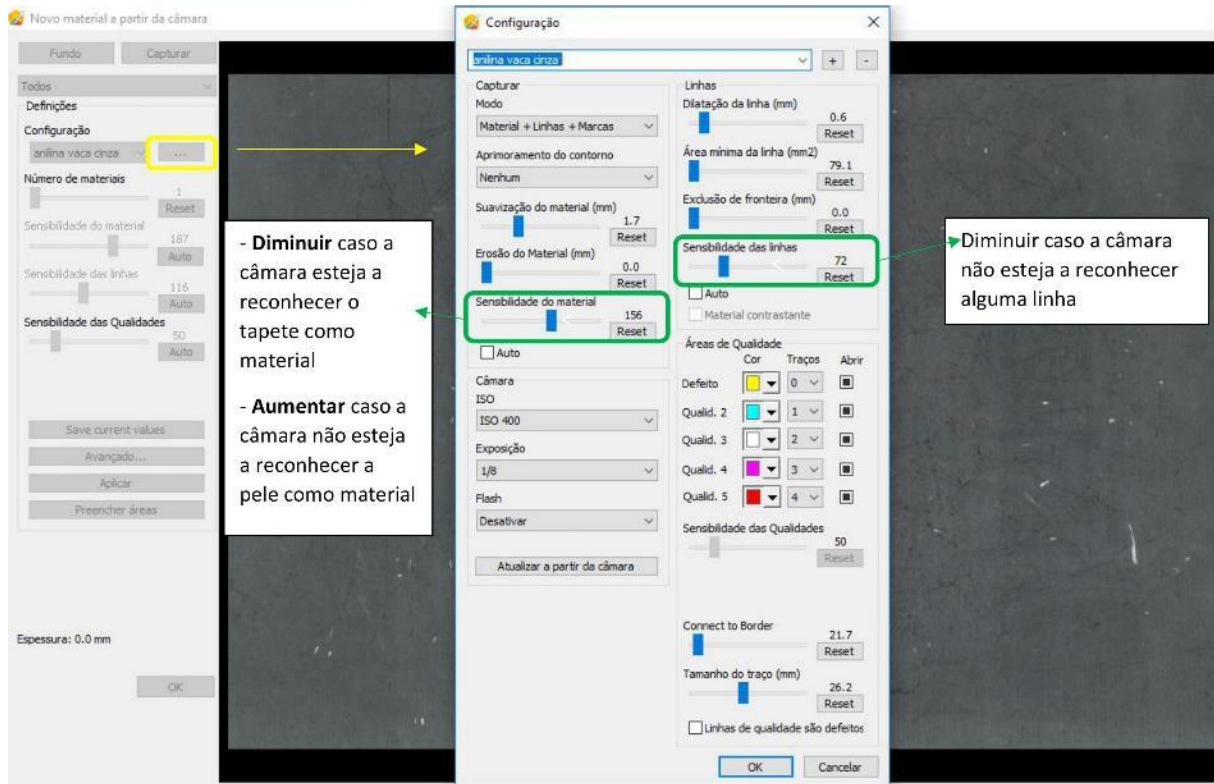 Novo material a partir da câmara
Fundo
Capturar
Todos
Definições
Configuração
anilina vaca cinza
...
Número de materiais
1
Reset
Sensibilidade do material
187
Auto
Sensibilidade das linhas
116
Auto
Sensibilidade das Qualidades
50
Auto
Save current values
Avançado...
Aplicar
Preencher áreas
Espessura: 0.0 mm
OK
- Diminuir caso a
câmara esteja a
reconhecer o
tapete como
material
- Aumentar caso a
câmara não esteja
a reconhecer a
pele como material
Configuração
anilina vaca cinza
+
-
Capturar
Modo
Material + Linhas + Marcas
Aprimoramento do contorno
Nenhum
Suavização do material (mm)
1.7
Reset
Erosão do Material (mm)
0.0
Reset
Sensibilidade do material
156
Reset
Auto
Câmara
ISO
ISO 400
Exposição
1/8
Flash
Desativar
Atualizar a partir da câmara
Linhas
Dilatação da linha (mm)
0.6
Reset
Área mínima da linha (mm2)
79.1
Reset
Exclusão de fronteira (mm)
0.0
Reset
Sensibilidade das linhas
72
Reset
Auto
Material contrastante
Áreas de Qualidade
Cor Traços Abrir
Defeito 0
Qualid. 2 1
Qualid. 3 2
Qualid. 4 3
Qualid. 5 4
Sensibilidade das Qualidades
50
Reset
Connect to Border
21.7
Reset
Tamanho do traço (mm)
26.2
Reset
Linhas de qualidade são defeitos
OK
Cancelar
Diminuir caso a câmara
não esteja a reconhecer
alguma linha